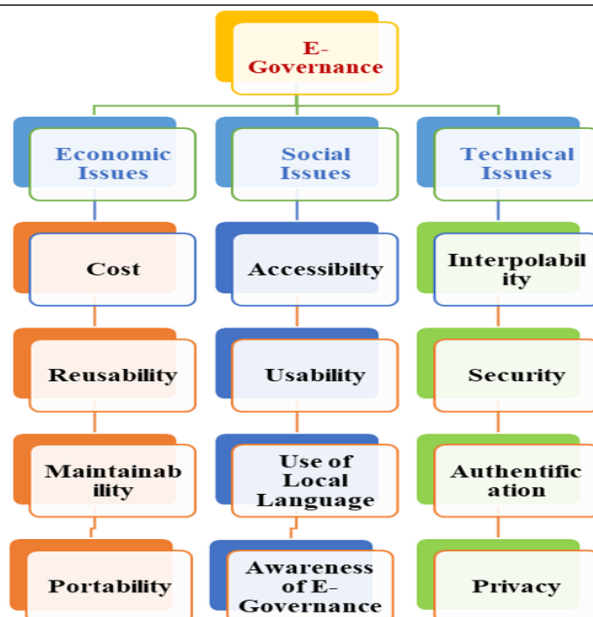 E-
Governance
Economic
Issues
Social
Issues
Technical
Issues
Cost
Accessibilty
Interpolabil
ity
Reusability
Usability
Security
Maintainab
ility
Use of
Local
Language
Authentific
ation
Portability
Awareness
of E-
Governance
Privacy